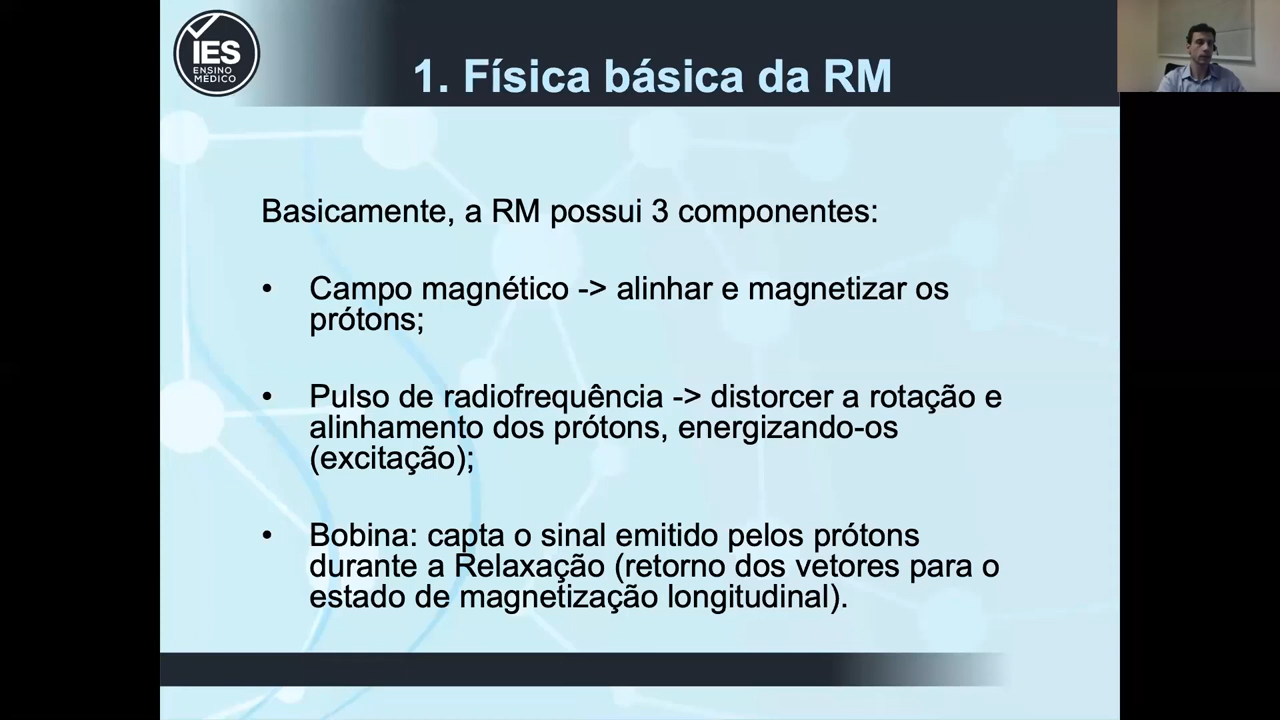 IES
ENSINO
MÉDICO
1. Física básica da RM
Basicamente, a RM possui 3 componentes:
• Campo magnético -> alinhar e magnetizar os
prótons;
• Pulso de radiofrequência -> distorcer a rotação e
alinhamento dos prótons, energizando-os
(excitação);
• Bobina: capta o sinal emitido pelos prótons
durante a Relaxação (retorno dos vetores para o
estado de magnetização longitudinal).